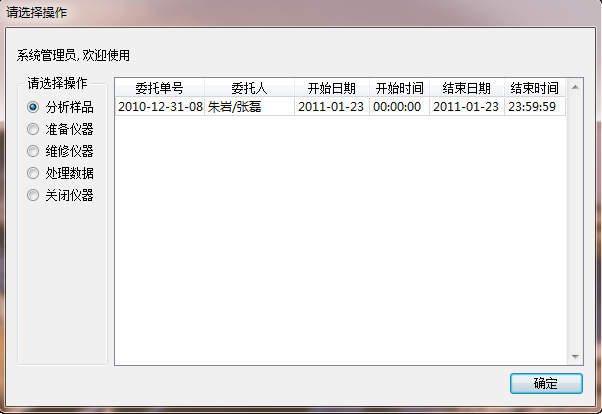 请选择操作
系统管理员, 欢迎使用
请选择操作
分析样品
准备仪器
维修仪器
处理数据
关闭仪器
委托单号 委托人 开始日期 开始时间 结束日期 结束时间
2010-12-31-08 朱岩/张磊 2011-01-23 00:00:00 2011-01-23 23:59:59
确定